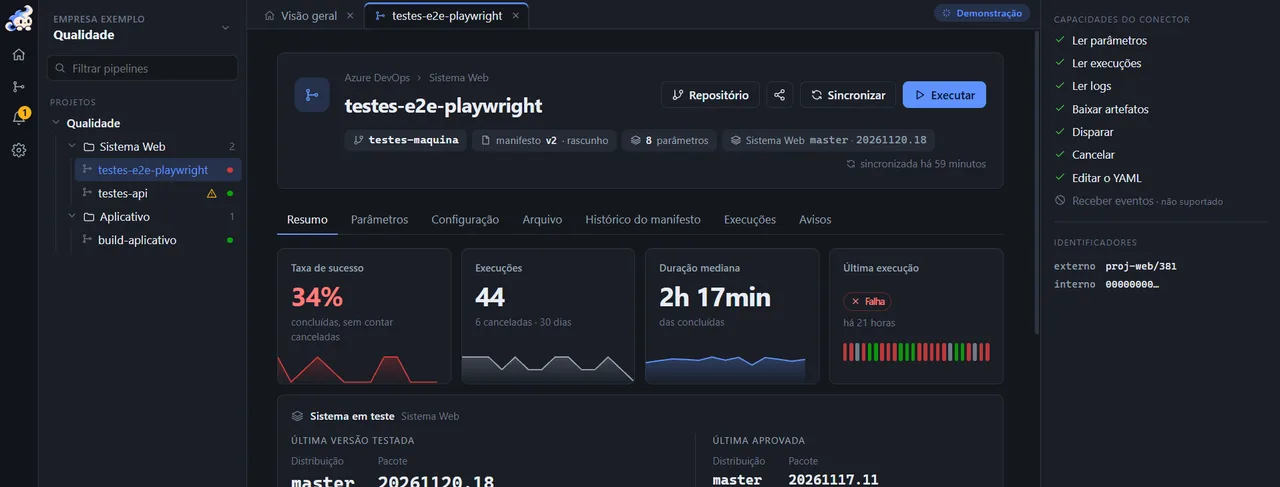 EMPRESA EXEMPLO
Qualidade
Filtrar pipelines
PROJETOS
Qualidade
Sistema Web 2
testes-e2e-playwright
testes-api
Aplicativo 1
build-aplicativo
1
Visão geral
testes-e2e-playwright
Demonstração
Azure DevOps › Sistema Web
testes-e2e-playwright
Repositório
Sincronizar
Executar
testes-maquina
manifesto v2 · rascunho
8 parâmetros
Sistema Web master · 20261120.18
sincronizada há 59 minutos
Resumo
Parâmetros
Configuração
Arquivo
Histórico do manifesto
Execuções
Avisos
Taxa de sucesso
34%
concluídas, sem contar
canceladas
Execuções
44
6 canceladas · 30 dias
Duração mediana
2h 17min
das concluídas
Última execução
Falha
há 21 horas
Sistema em teste Sistema Web
ÚLTIMA VERSÃO TESTADA
Distribuição Pacote
master 20261120.18
ÚLTIMA APROVADA
Distribuição Pacote
master 20261117.11
CAPACIDADES DO CONECTOR
Ler parâmetros
Ler execuções
Ler logs
Baixar artefatos
Disparar
Cancelar
Editar o YAML
Receber eventos · não suportado
IDENTIFICADORES
externo proj-web/381
interno 00000000…